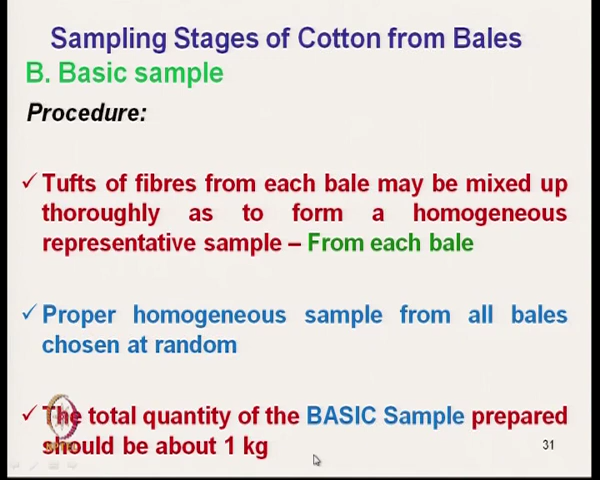 Sampling Stages of Cotton from Bales
B. Basic sample
Procedure:
✓ Tufts of fibres from each bale may be mixed up
thoroughly as to form a homogeneous
representative sample – From each bale
✓ Proper homogeneous sample from all bales
chosen at random
✓ The total quantity of the BASIC Sample prepared
should be about 1 kg
31